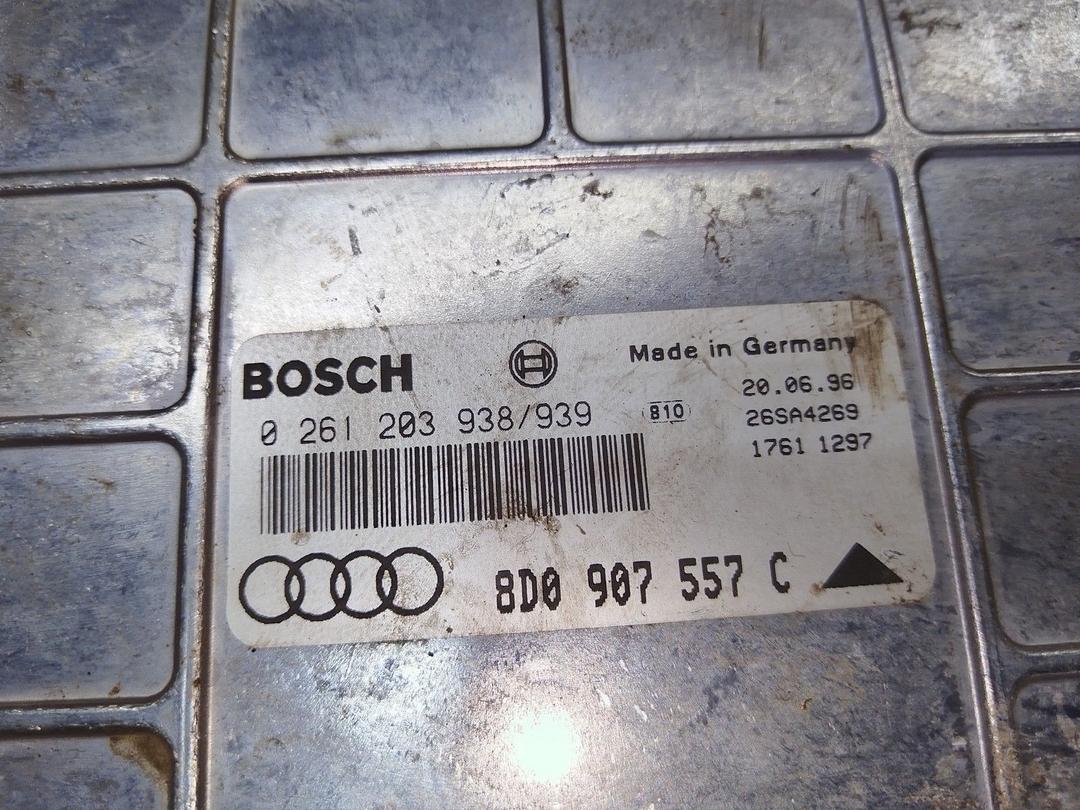 BOSCH
Made in Germany
20.06.96
0 261 203 938/939
810
26SA4269
1761 1297
8D0 907 557 C